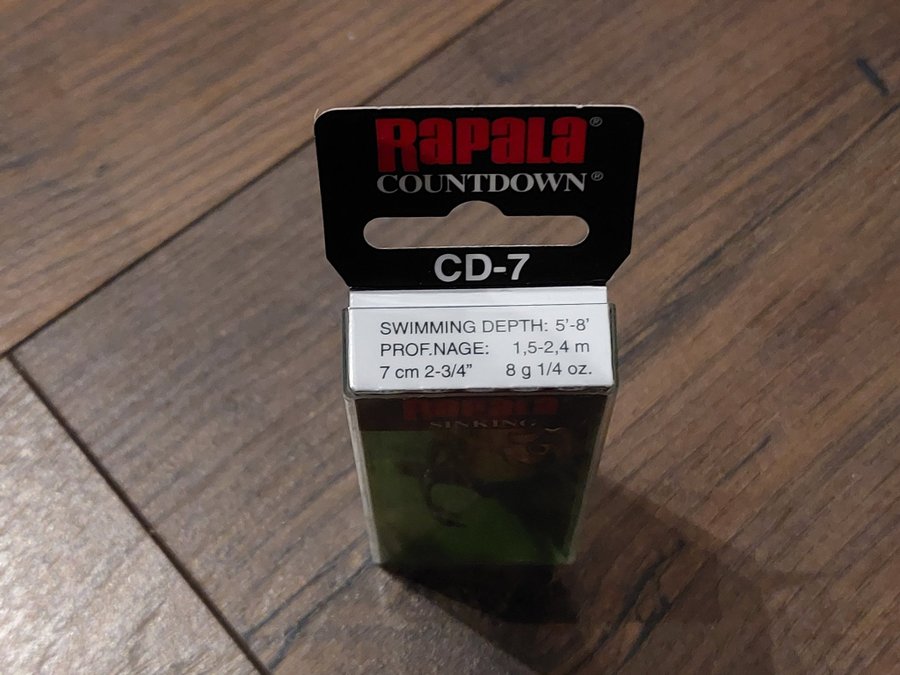 Rapala®
COUNTDOWN®
CD-7
SWIMMING DEPTH: 5'-8'
PROF.NAGE: 1,5-2,4 m
7 cm 2-3/4" 8 g 1/4 oz.
Rapala
SINKING